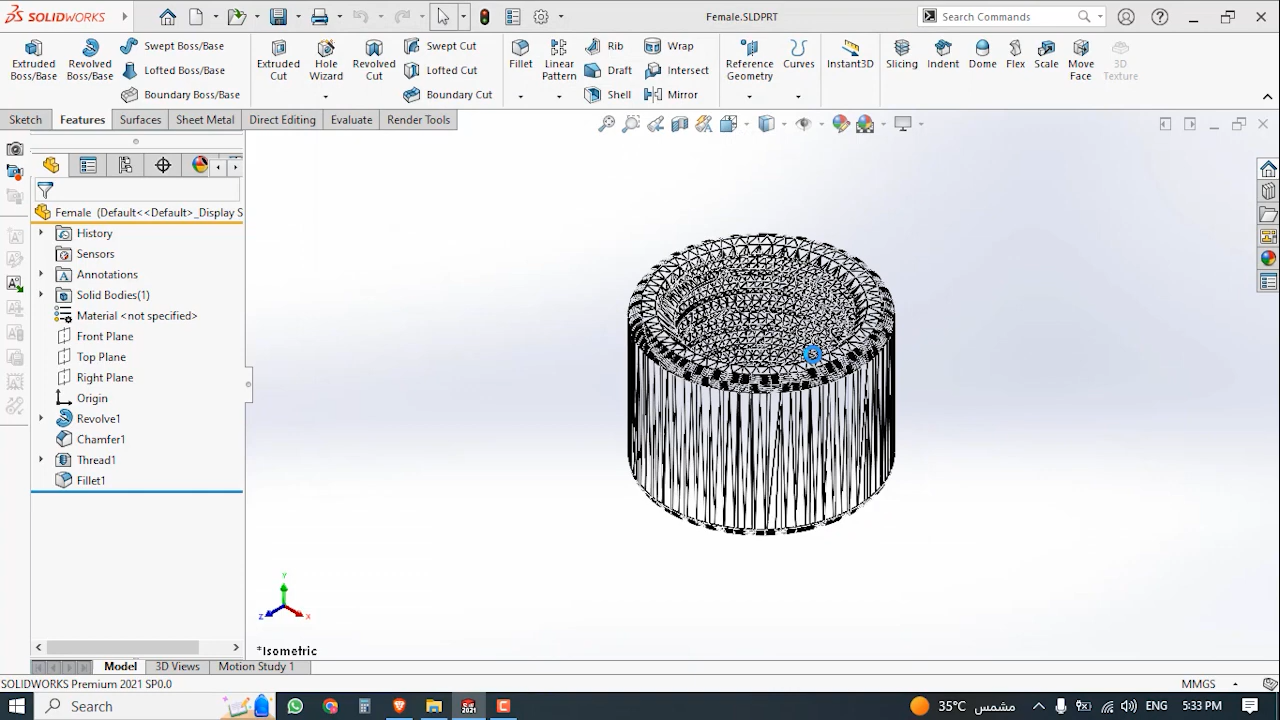 SOLIDWORKS
Female.SLDPRT
Search Commands
Extruded Boss/Base
Revolved Boss/Base
Swept Boss/Base
Lofted Boss/Base
Boundary Boss/Base
Extruded Cut
Hole Wizard
Revolved Cut
Swept Cut
Lofted Cut
Boundary Cut
Fillet
Linear Pattern
Rib
Draft
Shell
Wrap
Intersect
Mirror
Reference Geometry
Curves
Instant3D
Slicing
Indent
Dome
Flex
Scale
Move Face
3D Texture
Sketch
Features
Surfaces
Sheet Metal
Direct Editing
Evaluate
Render Tools
Female (Default<<Default>_Display S
History
Sensors
Annotations
Solid Bodies(1)
Material <not specified>
Front Plane
Top Plane
Right Plane
Origin
Revolve1
Chamfer1
Thread1
Fillet1
Y
Z
X
*Isometric
Model
3D Views
Motion Study 1
SOLIDWORKS Premium 2021 SP0.0
MMGS
Search
35°C مشمس
ENG
5:33 PM